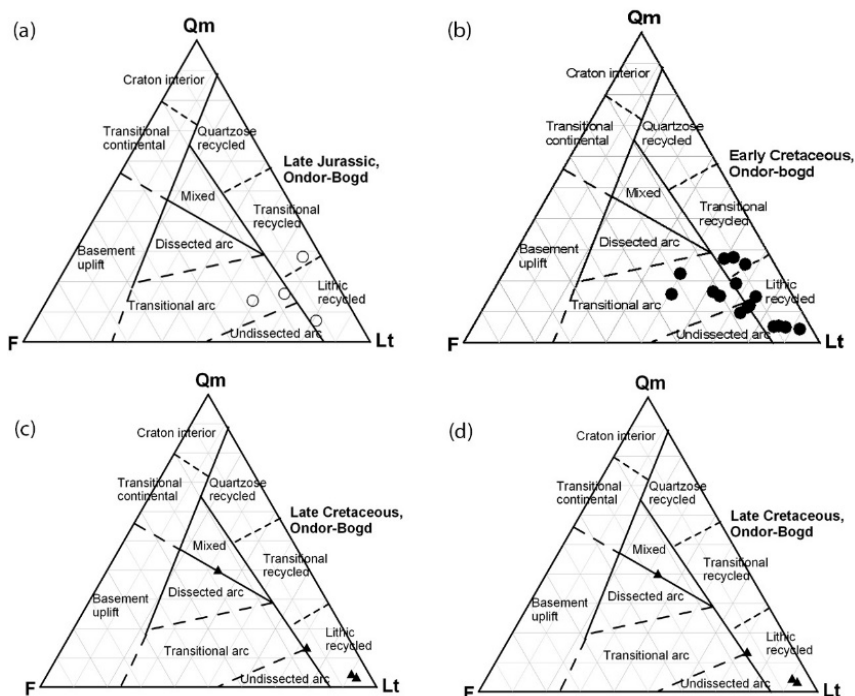 (a)
Qm
Craton interior
Transitional
continental
Quartzose
recycled
Late Jurassic,
Ondor-Bogd
Mixed
Transitional
recycled
Dissected arc
Basement
uplift
Lithic
recycled
Transitional arc
Undissected arc
F
Lt
(b)
Qm
Craton interior
Transitional
continental
Quartzose
recycled
Early Cretaceous,
Ondor-bogd
Mixed
Transitional
recycled
Dissected arc
Basement
uplift
Lithic
recycled
Transitional arc
Undissected arc
F
Lt
(c)
Qm
Craton interior
Transitional
continental
Quartzose
recycled
Late Cretaceous,
Ondor-Bogd
Mixed
Transitional
recycled
Dissected arc
Basement
uplift
Lithic
recycled
Transitional arc
Undissected arc
F
Lt
(d)
Qm
Craton interior
Transitional
continental
Quartzose
recycled
Late Cretaceous,
Ondor-Bogd
Mixed
Transitional
recycled
Dissected arc
Basement
uplift
Lithic
recycled
Transitional arc
Undissected arc
F
Lt